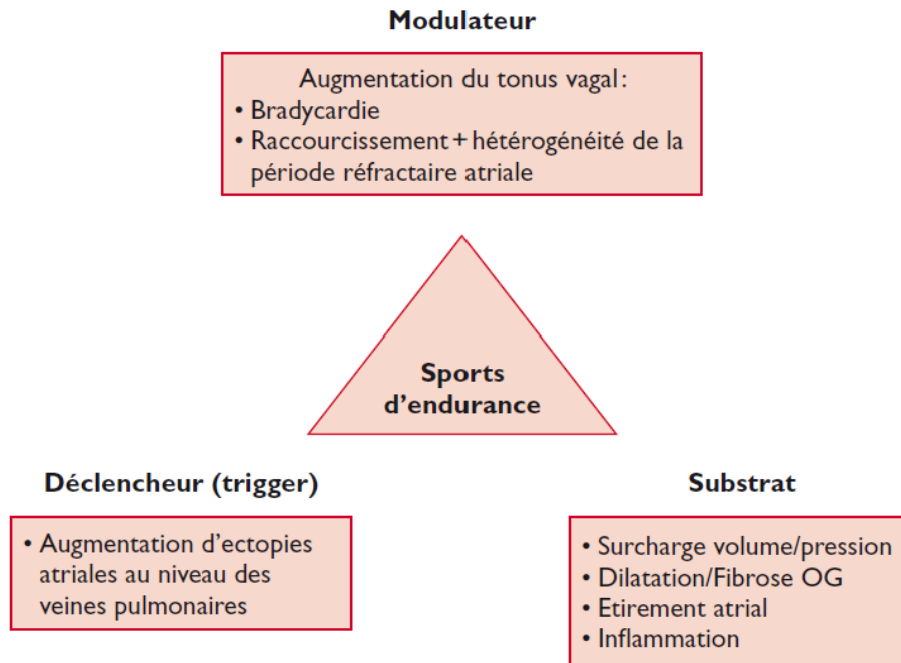 Modulateur
Augmentation du tonus vagal :
• Bradycardie
• Raccourcissement + hétérogénéité de la
période réfractaire atriale
Sports
d'endurance
Déclencheur (trigger)
• Augmentation d'ectopies
atriales au niveau des
veines pulmonaires
Substrat
• Surcharge volume/pression
• Dilatation/Fibrose OG
• Etirement atrial
• Inflammation